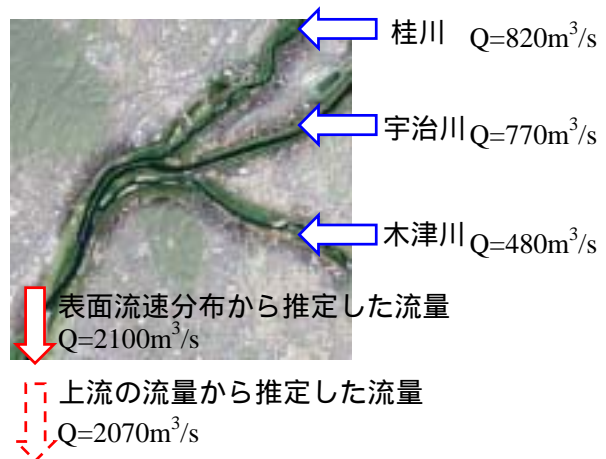 桂川 Q=820m³/s
宇治川 Q=770m³/s
木津川 Q=480m³/s
表面流速分布から推定した流量
Q=2100m³/s
上流の流量から推定した流量
Q=2070m³/s